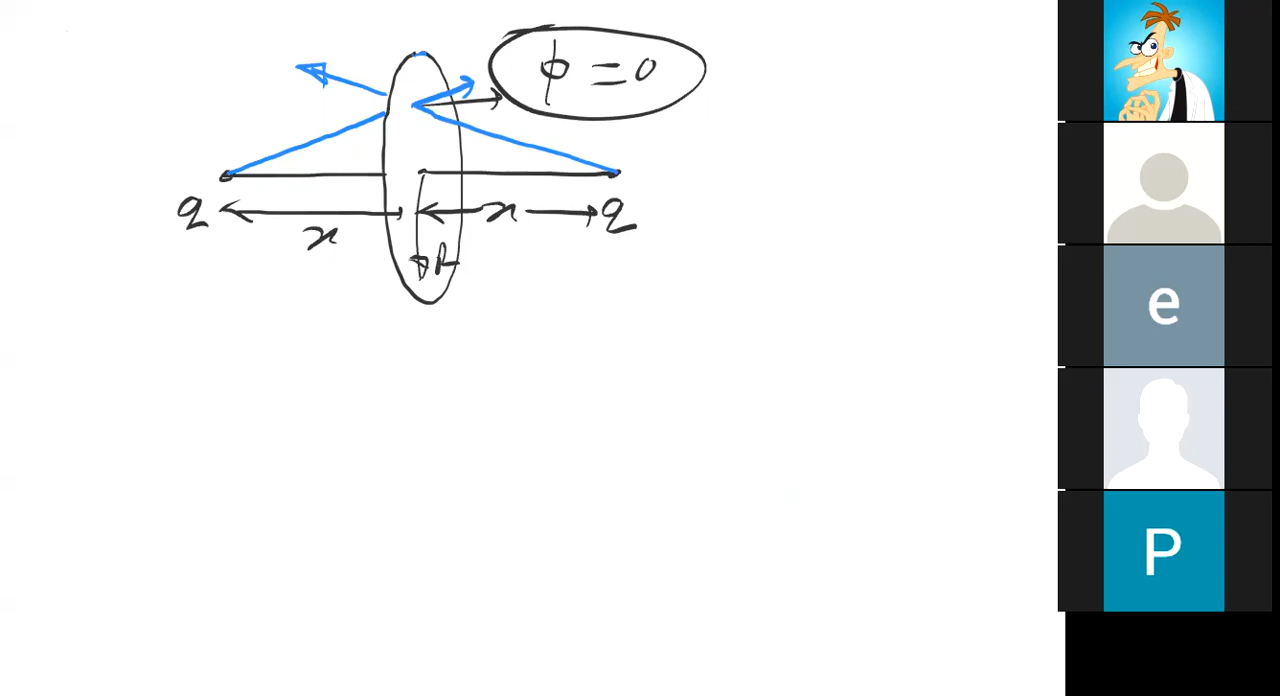 ϕ = 0
q x x q
R
e
P